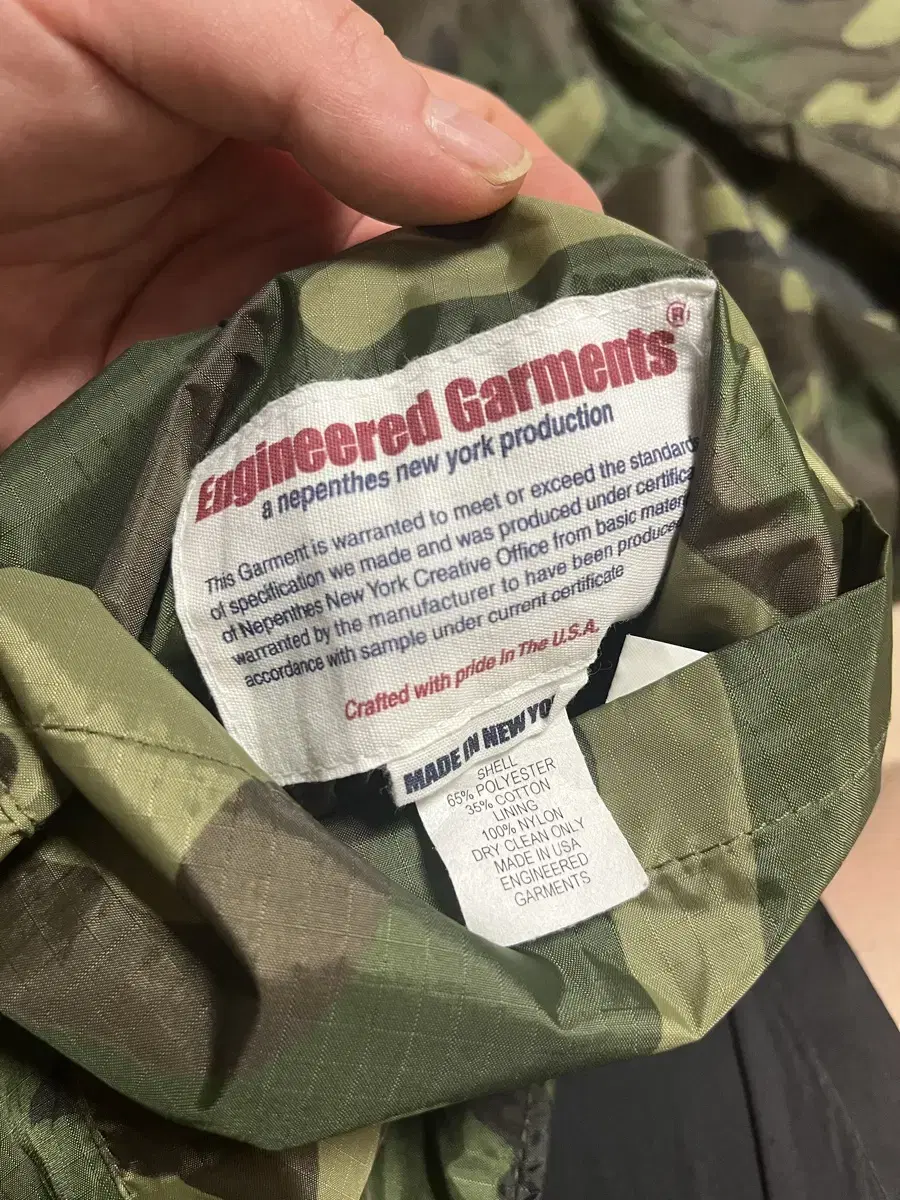 Engineered Garments®
a nepenthes new york production
This Garment is warranted to meet or exceed the standards
of specification we made and was produced under certifica
of Nepenthes New York Creative Office from basic mater
warranted by the manufacturer to have been produced
accordance with sample under current certificate
Crafted with pride in The U.S.A.
MADE IN NEW YO
SHELL
65% POLYESTER
35% COTTON
LINING
100% NYLON
DRY CLEAN ONLY
MADE IN USA
ENGINEERED
GARMENTS